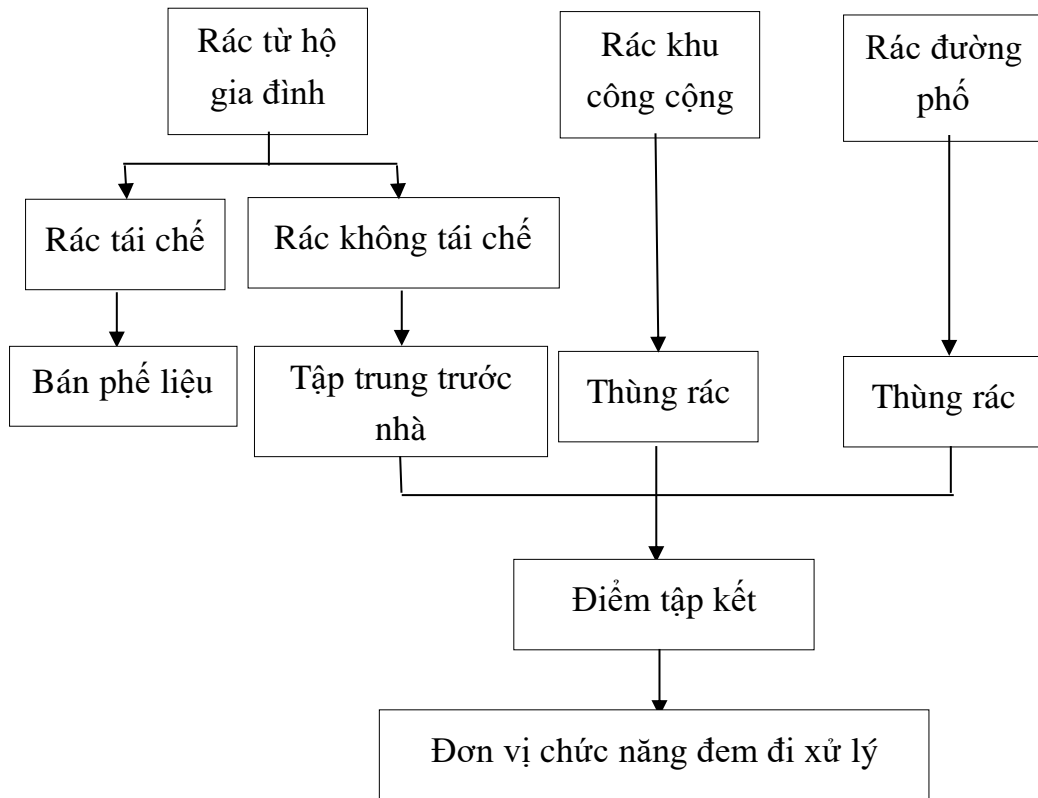 Rác từ hộ
gia đình
Rác khu
công cộng
Rác đường
phố
Rác tái chế
Rác không tái chế
Bán phế liệu
Tập trung trước
nhà
Thùng rác
Thùng rác
Điểm tập kết
Đơn vị chức năng đem đi xử lý